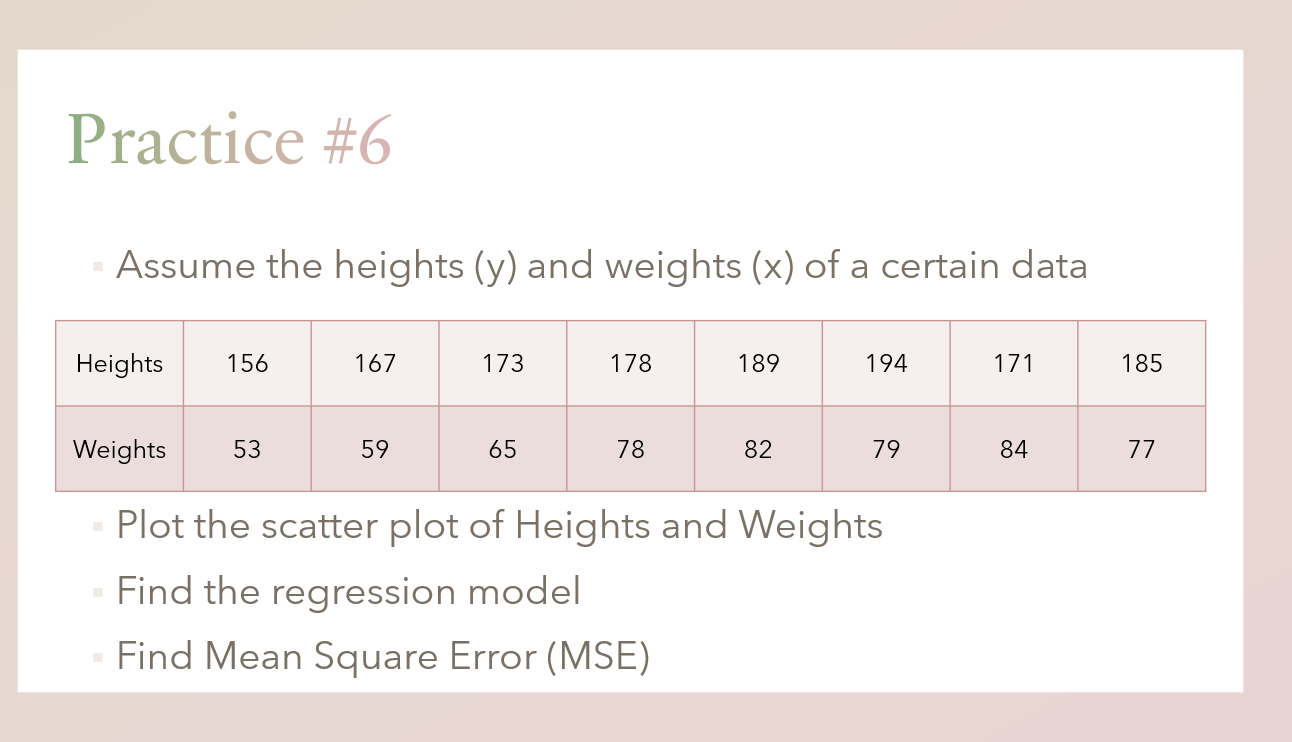 Practice #6
Assume the heights (y) and weights (x) of a certain data
Heights 156 167 173 178 189 194 171 185
Weights 53 59 65 78 82 79 84 77
Plot the scatter plot of Heights and Weights
Find the regression model
Find Mean Square Error (MSE)